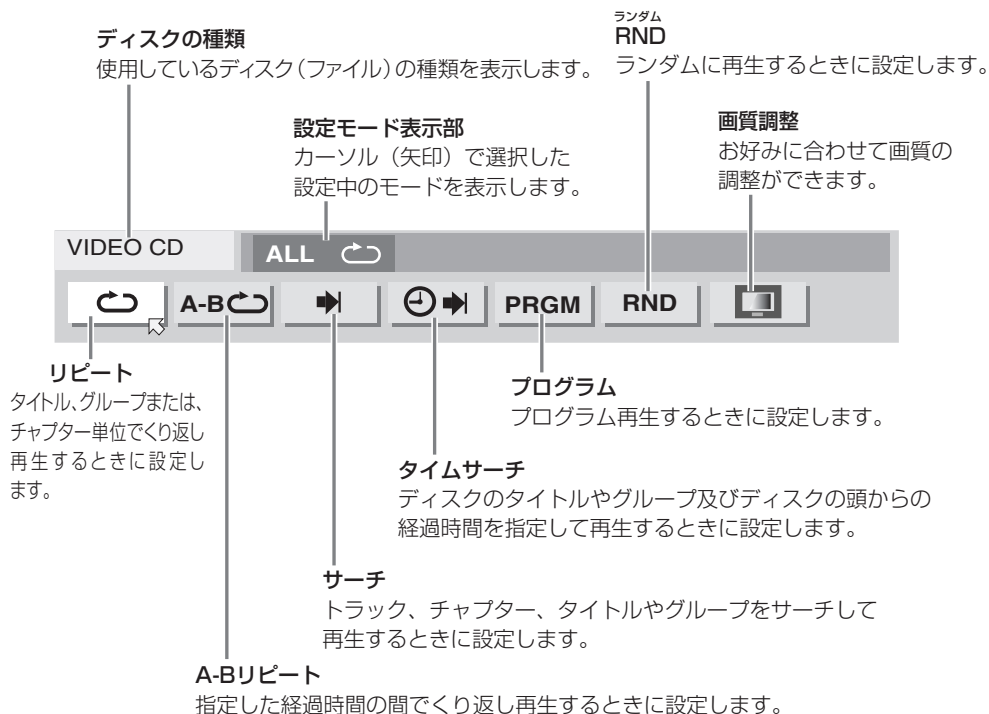 ディスクの種類
使用しているディスク（ファイル）の種類を表示します。
ランダム
RND
ランダムに再生するときに設定します。
設定モード表示部
カーソル（矢印）で選択した
設定中のモードを表示します。
画質調整
お好みに合わせて画質の
調整ができます。
VIDEO CD
ALL
A-B
PRGM
RND
リピート
タイトル、グループまたは、
チャプター単位でくり返し
再生するときに設定し
ます。
プログラム
プログラム再生するときに設定します。
タイムサーチ
ディスクのタイトルやグループ及びディスクの頭からの
経過時間を指定して再生するときに設定します。
サーチ
トラック、チャプター、タイトルやグループをサーチして
再生するときに設定します。
A-Bリピート
指定した経過時間の間でくり返し再生するときに設定します。